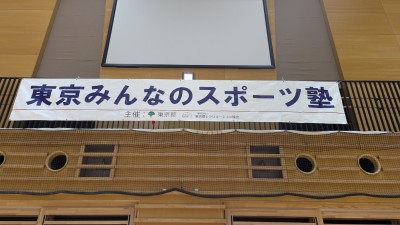 東京みんなのスポーツ塾
主催： 東京都